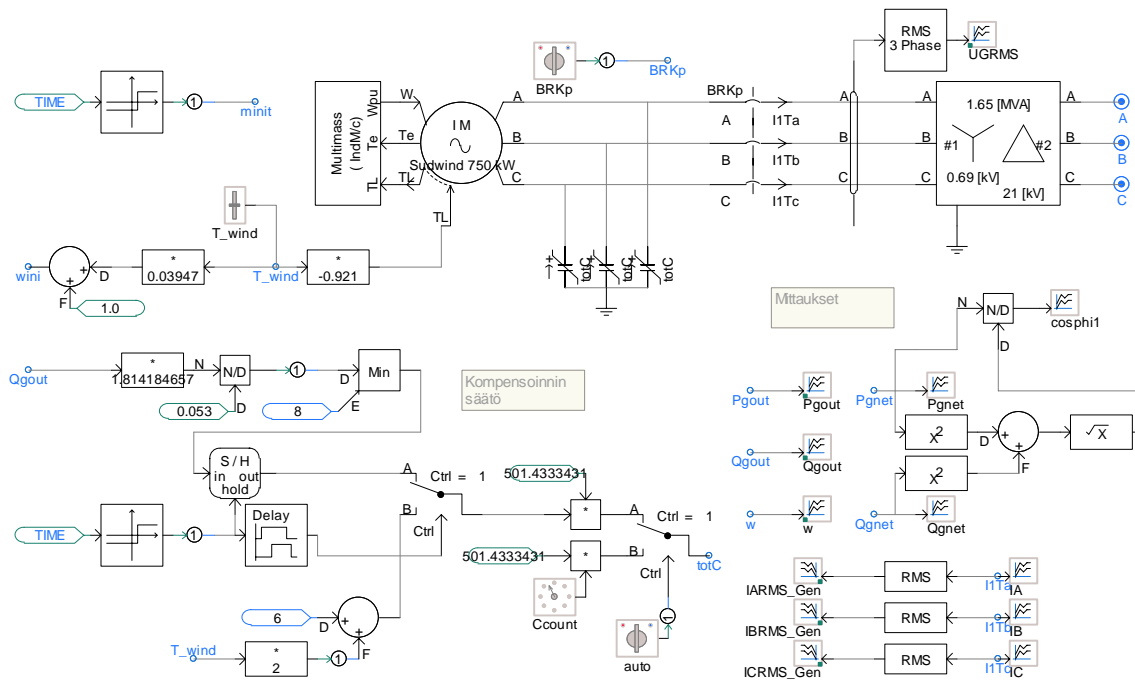 RMS
3 Phase
UGRMS
BRKp
BRKp
TIME
minit
Multimass
( IndM/c)
Wpu
Te
TL
W
Te
TL
I M
Sudwind 750 kW
TL
A
B
C
BRKp
A
B
C
I1Ta
I1Tb
I1Tc
A
B
C
A
B
C
1.65 [MVA]
#1
#2
0.69 [kV]
21 [kV]
A
B
C
A
B
C
T_wind
wini
D
F
1.0
*
0.03947
T_wind
*
-0.921
totC
totC
totC
Mittaukset
N
N/D
D
cosphi1
Qgout
*
1.814184657
N
N/D
D
0.053
1
D
Min
E
8
Kompensoinnin
säätö
Pgout
Pgout
Pgnet
Pgnet
Qgout
Qgout
X²
D
F
√X
X²
w
w
Qgnet
Qgnet
S / H
in out
hold
A
Ctrl = 1
B
Ctrl
501.4333431
*
A
Ctrl = 1
501.4333431
*
B
Ctrl
totC
TIME
1
Delay
Ccount
auto
1
6
D
F
T_wind
*
2
1
IARMS_Gen
RMS
I1Ta
IA
IBRMS_Gen
RMS
I1Tb
IB
ICRMS_Gen
RMS
I1Tc
IC